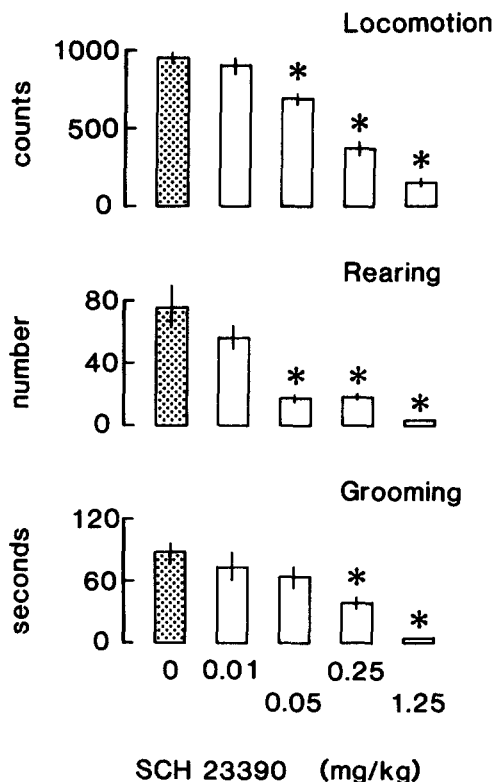 Locomotion
1000
500
0
counts
* * *
Rearing
80
40
0
number
* * *
Grooming
120
60
0
seconds
* *
0 0.01 0.05 0.25 1.25
SCH 23390 (mg/kg)